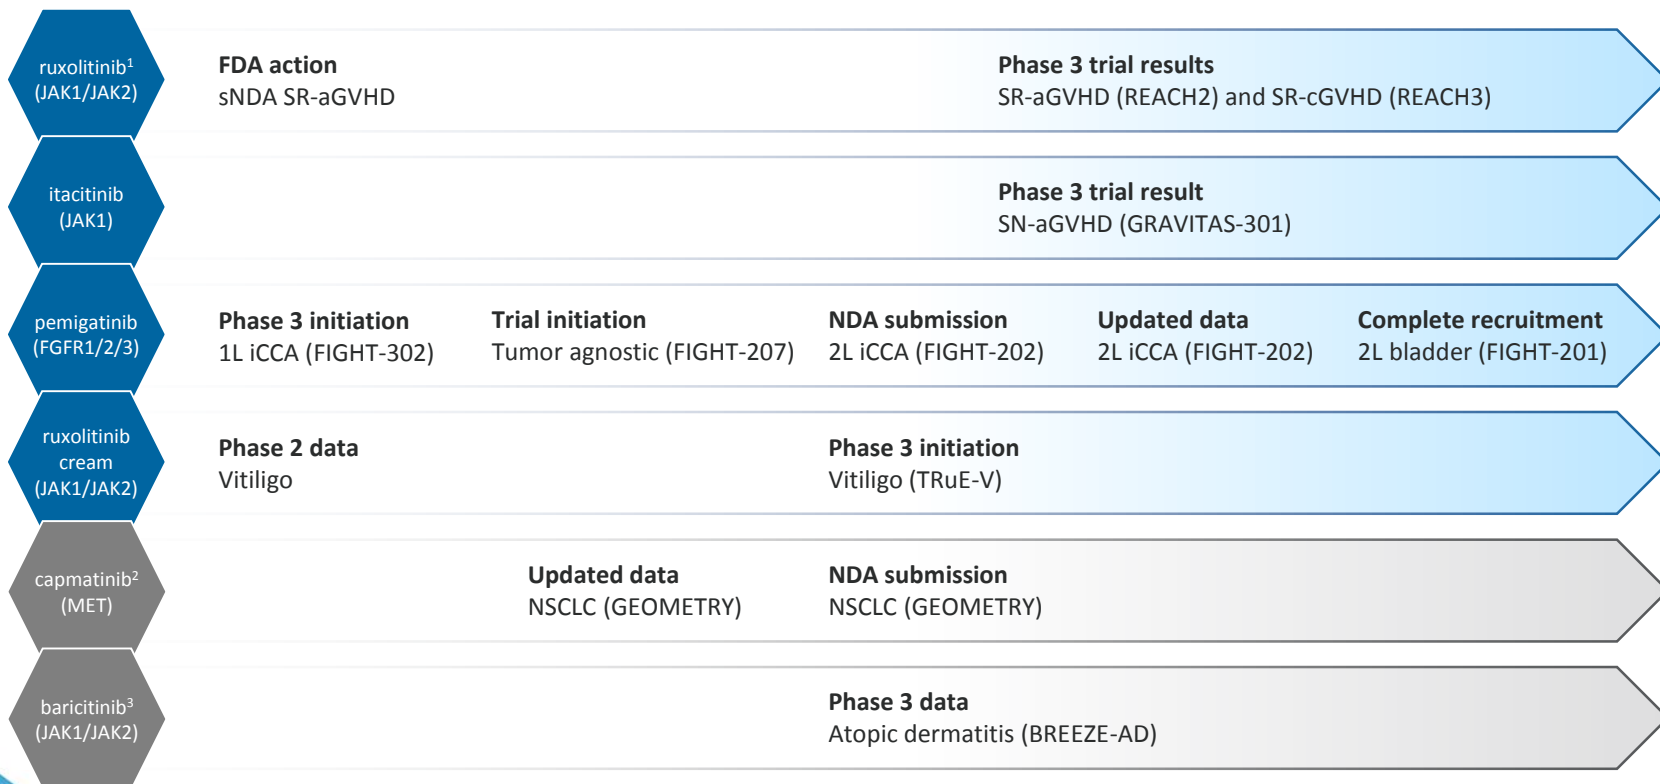 ruxolitinib¹
(JAK1/JAK2)
FDA action
sNDA SR-aGVHD
Phase 3 trial results
SR-aGVHD (REACH2) and SR-cGVHD (REACH3)
itacitinib
(JAK1)
Phase 3 trial result
SN-aGVHD (GRAVITAS-301)
pemigatinib
(FGFR1/2/3)
Phase 3 initiation
1L iCCA (FIGHT-302)
Trial initiation
Tumor agnostic (FIGHT-207)
NDA submission
2L iCCA (FIGHT-202)
Updated data
2L iCCA (FIGHT-202)
Complete recruitment
2L bladder (FIGHT-201)
ruxolitinib
cream
(JAK1/JAK2)
Phase 2 data
Vitiligo
Phase 3 initiation
Vitiligo (TRuE-V)
capmatinib²
(MET)
Updated data
NSCLC (GEOMETRY)
NDA submission
NSCLC (GEOMETRY)
baricitinib³
(JAK1/JAK2)
Phase 3 data
Atopic dermatitis (BREEZE-AD)